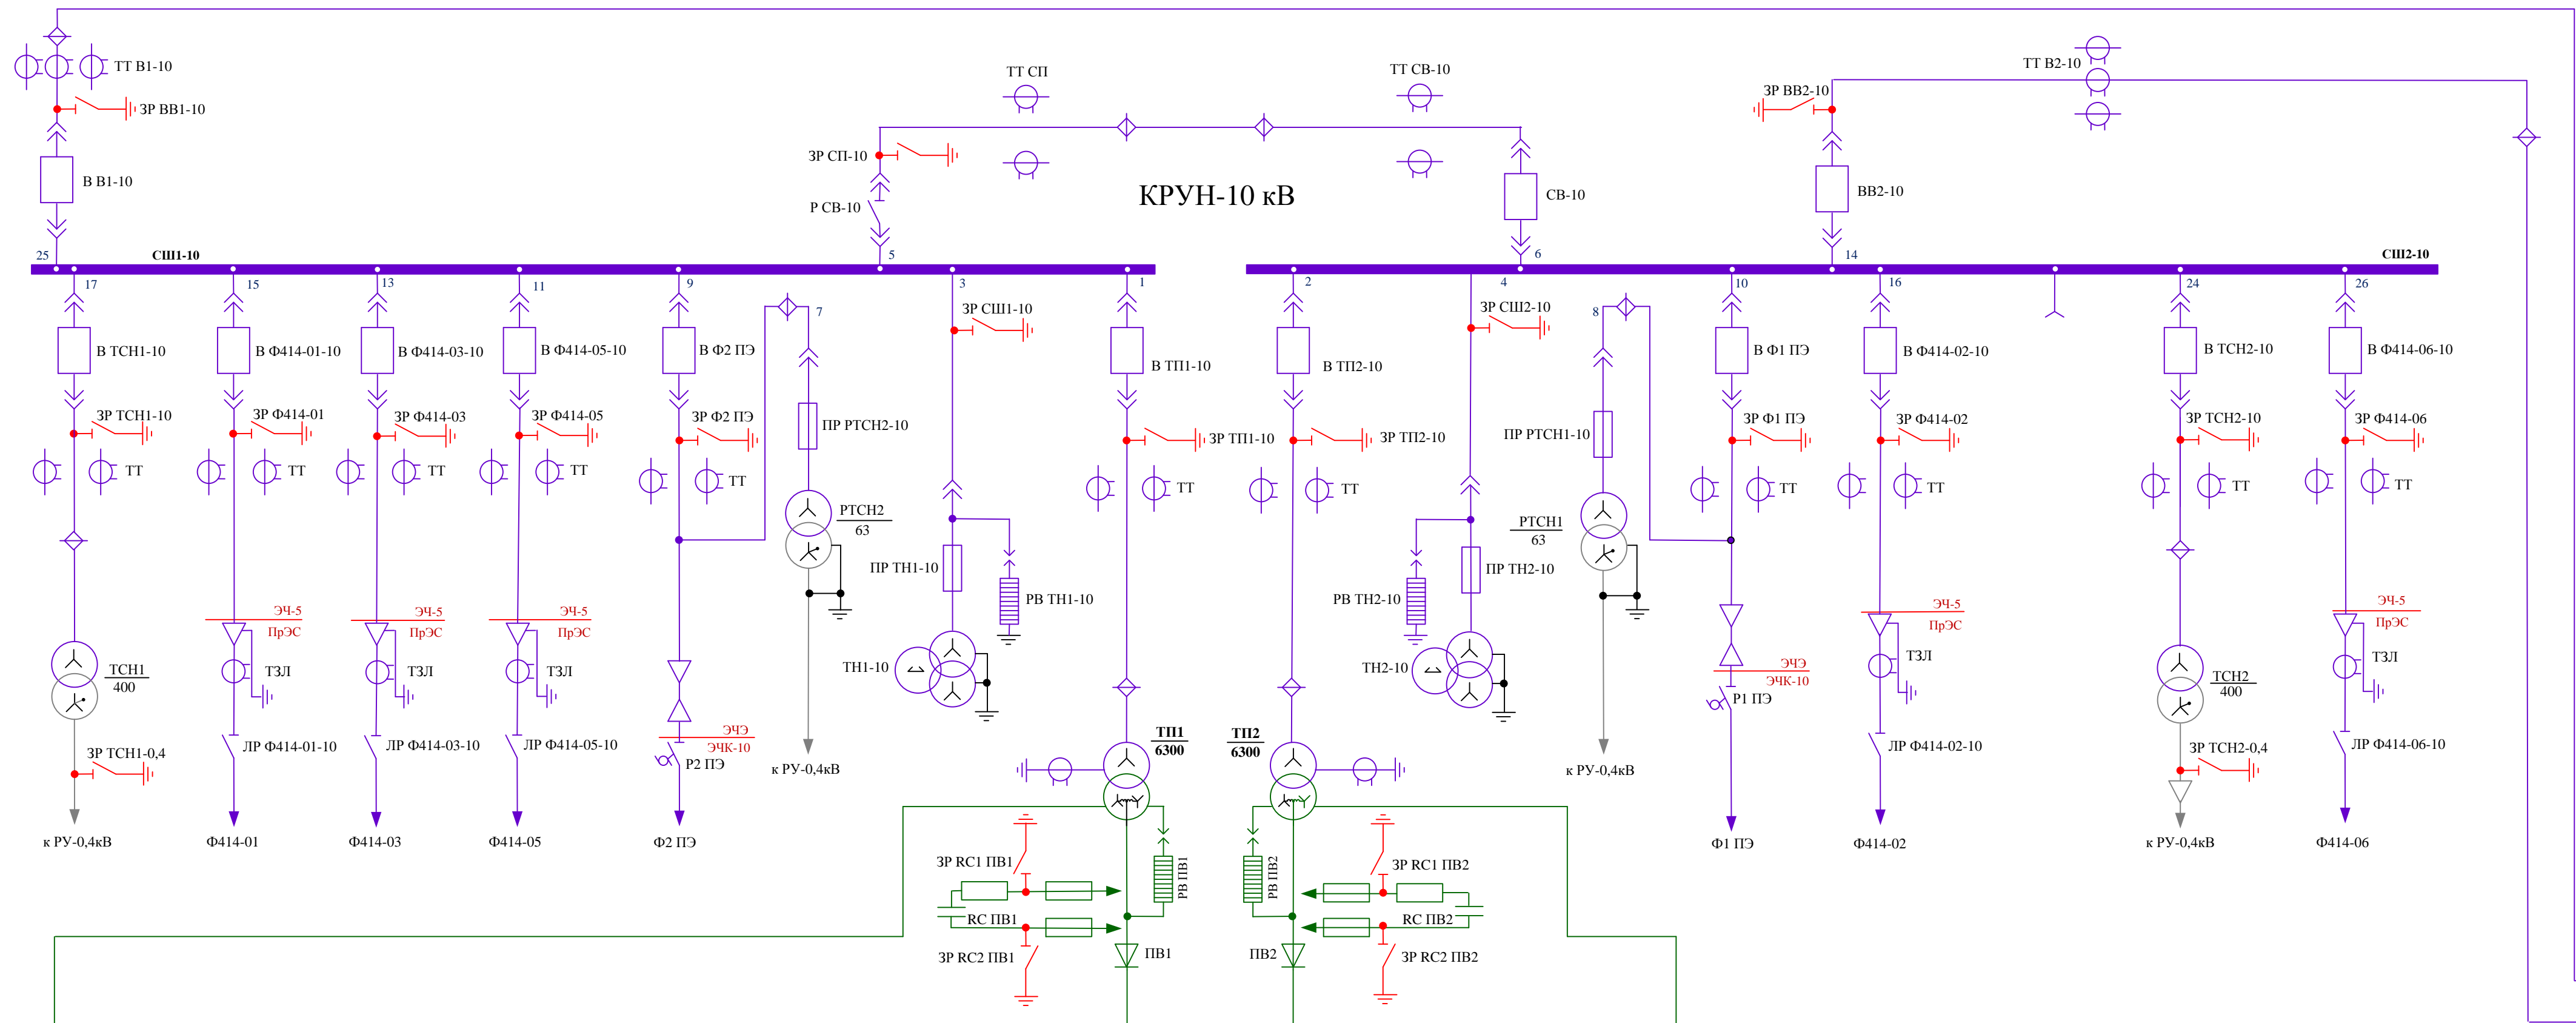 ТТ В1-10
ЗР ВВ1-10
В В1-10
ТТ СП
ТТ СВ-10
ЗР СП-10
Р СВ-10
КРУН-10 кВ
СВ-10
ТТ В2-10
ЗР ВВ2-10
ВВ2-10
25
СШ1-10
5
6
14
СШ2-10
17
15
13
11
9
7
3
1
2
4
8
10
16
24
26
ЗР СШ1-10
ЗР СШ2-10
В ТСН1-10
В Ф414-01-10
В Ф414-03-10
В Ф414-05-10
В Ф2 ПЭ
В ТП1-10
В ТП2-10
В Ф1 ПЭ
В Ф414-02-10
В ТСН2-10
В Ф414-06-10
ЗР ТСН1-10
ЗР Ф414-01
ЗР Ф414-03
ЗР Ф414-05
ЗР Ф2 ПЭ
ПР РТСН2-10
ЗР ТП1-10
ЗР ТП2-10
ПР РТСН1-10
ЗР Ф1 ПЭ
ЗР Ф414-02
ЗР ТСН2-10
ЗР Ф414-06
ТТ
ТТ
ТТ
ТТ
ТТ
ТТ
ТТ
ТТ
ТТ
ТТ
ТТ
РТСН2
63
РТСН1
63
ПР ТН1-10
РВ ТН1-10
РВ ТН2-10
ПР ТН2-10
ЭЧ-5
ПрЭС
ЭЧ-5
ПрЭС
ЭЧ-5
ПрЭС
ЭЧ-5
ПрЭС
ЭЧ-5
ПрЭС
ТСН1
400
ТЗЛ
ТЗЛ
ТЗЛ
ТН1-10
ТН2-10
ЭЧЭ
ЭЧК-10
Р1 ПЭ
ТЗЛ
ТСН2
400
ТЗЛ
ЗР ТСН1-0,4
ЛР Ф414-01-10
ЛР Ф414-03-10
ЛР Ф414-05-10
ЭЧЭ
ЭЧК-10
Р2 ПЭ
ТП1
6300
ТП2
6300
ЛР Ф414-02-10
ЗР ТСН2-0,4
ЛР Ф414-06-10
к РУ-0,4кВ
к РУ-0,4кВ
к РУ-0,4кВ
Ф414-01
Ф414-03
Ф414-05
Ф2 ПЭ
Ф1 ПЭ
Ф414-02
к РУ-0,4кВ
Ф414-06
ЗР RC1 ПВ1
РВ ПВ1
РВ ПВ2
ЗР RC1 ПВ2
RC ПВ1
RC ПВ2
ЗР RC2 ПВ1
ПВ1
ПВ2
ЗР RC2 ПВ2